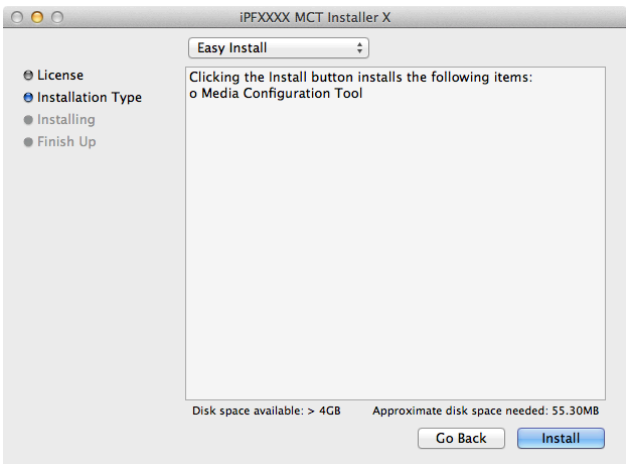 iPFXXXX MCT Installer X
Easy Install
License
Installation Type
Installing
Finish Up
Clicking the Install button installs the following items:
o Media Configuration Tool
Disk space available: > 4GB
Approximate disk space needed: 55.30MB
Go Back
Install